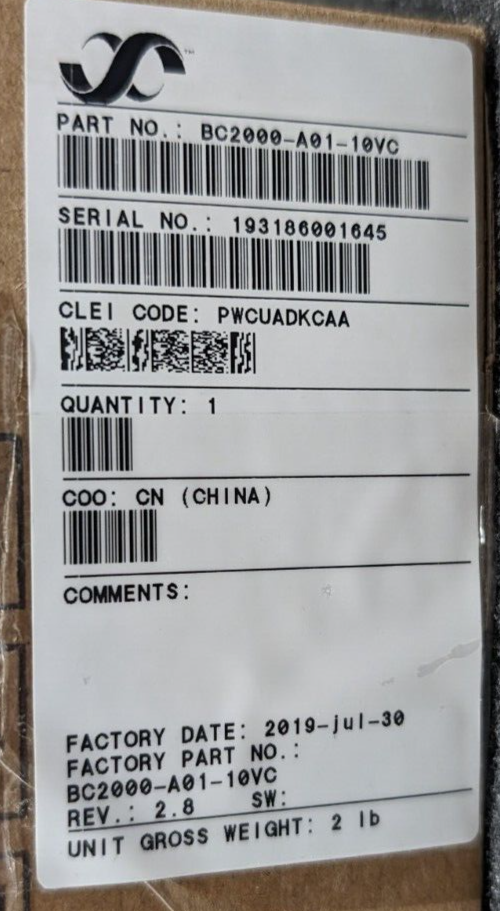 PART NO.: BC2000-A01-10VC
SERIAL NO.: 193186001645
CLEI CODE: PWCUADKCAA
QUANTITY: 1
COO: CN (CHINA)
COMMENTS:
FACTORY DATE: 2019-jul-30
FACTORY PART NO.:
BC2000-A01-10VC
REV.: 2.8 SW:
UNIT GROSS WEIGHT: 2 lb